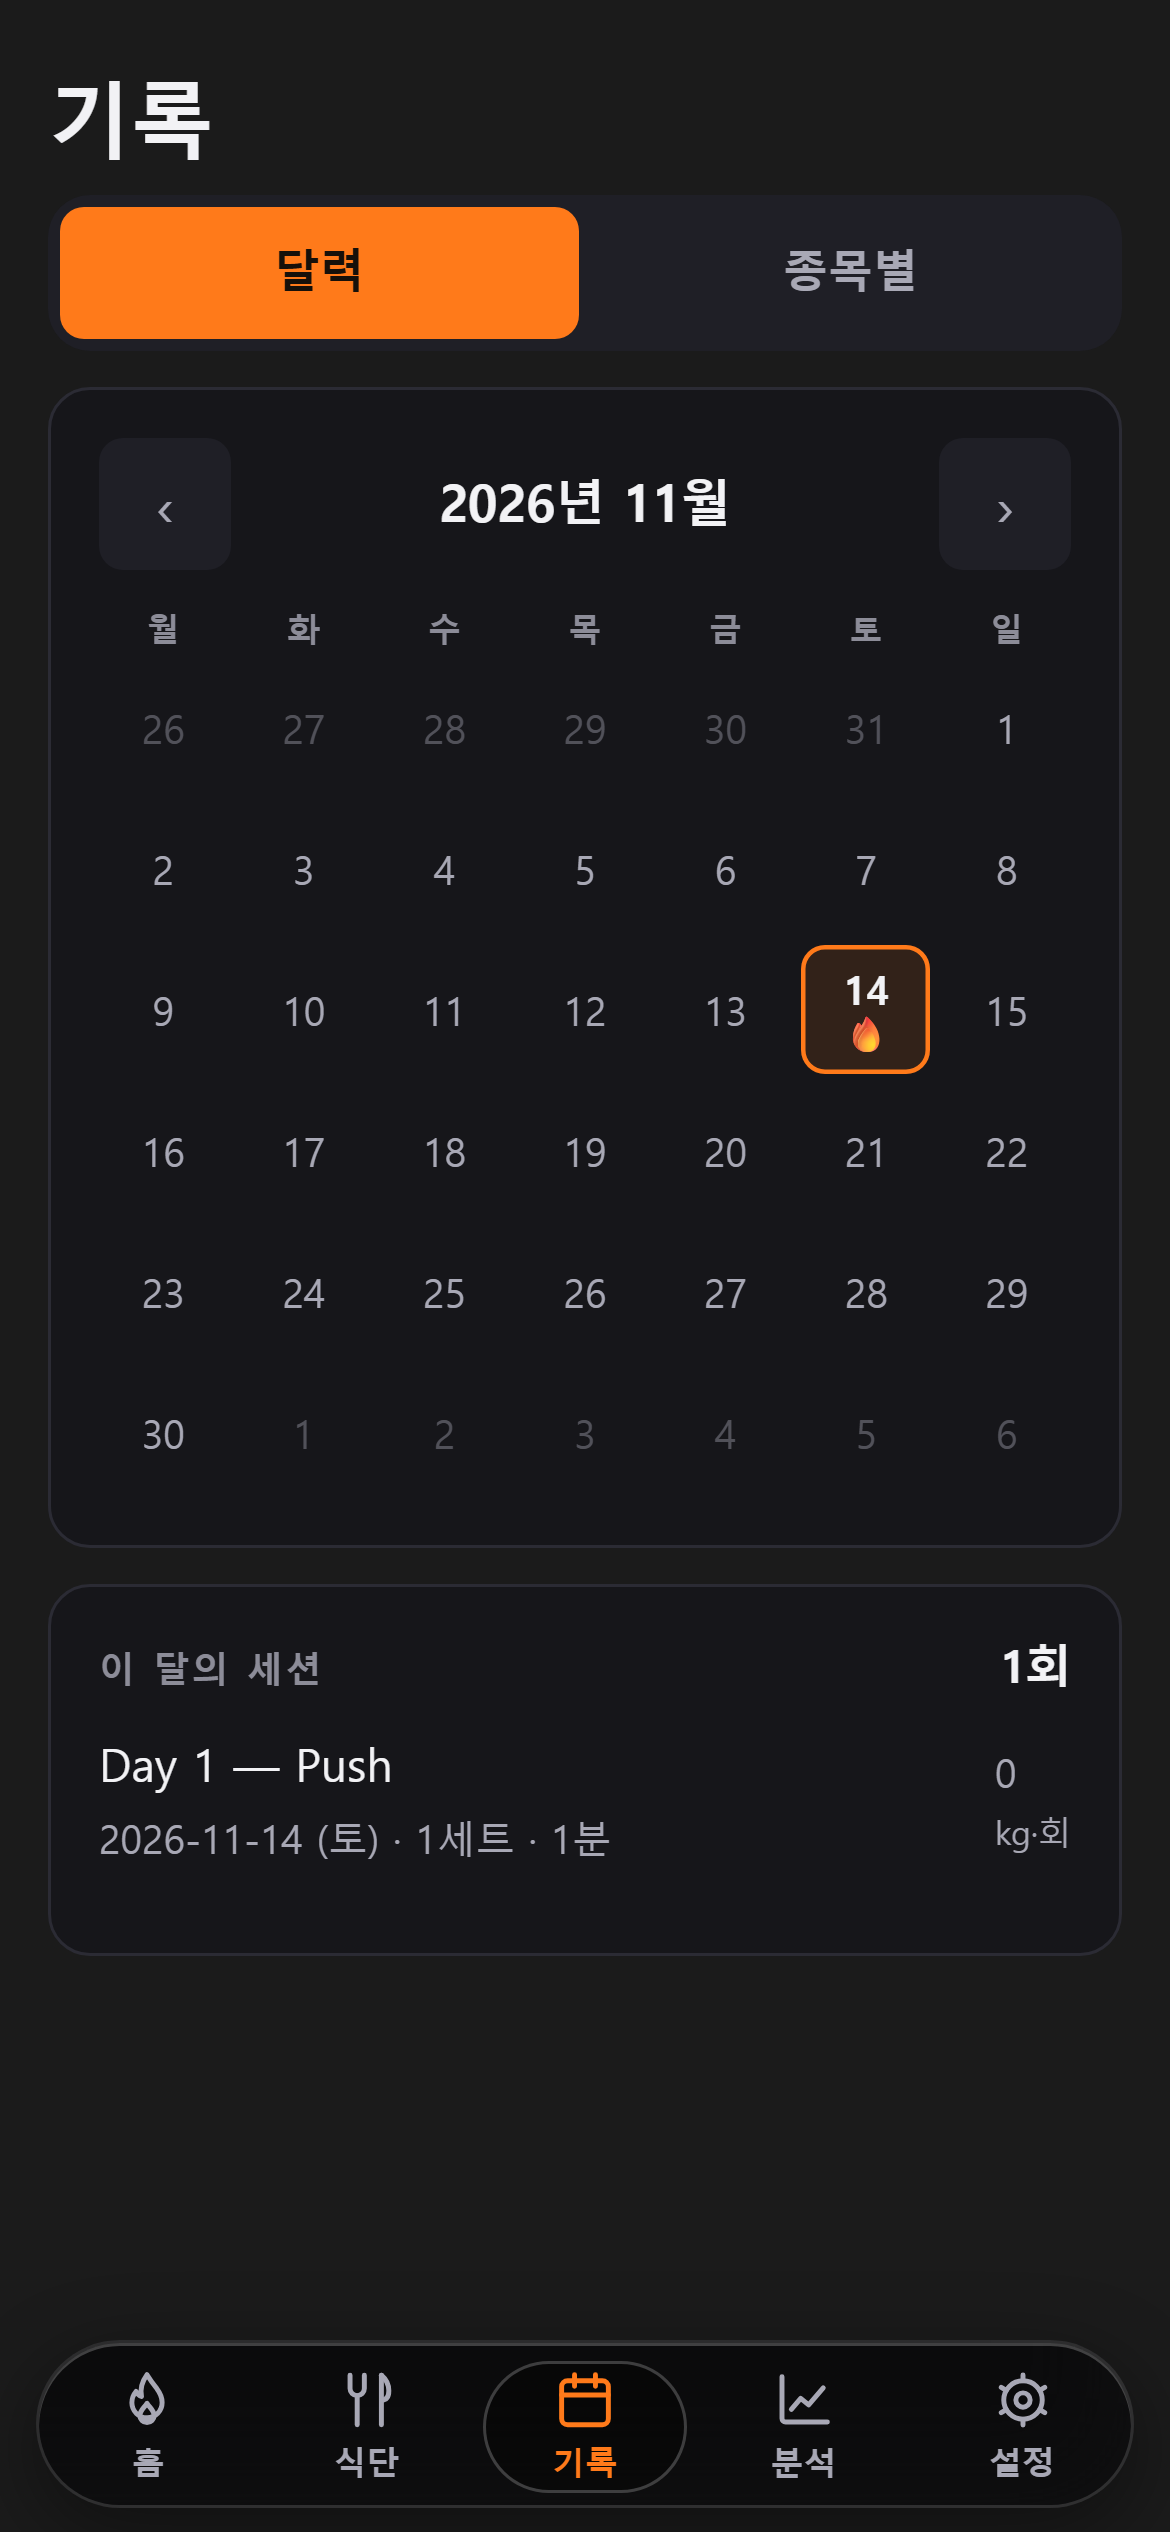 기록
달력 종목별
‹ 2026년 11월 ›
월 화 수 목 금 토 일
26 27 28 29 30 31 1
2 3 4 5 6 7 8
9 10 11 12 13 14 15
16 17 18 19 20 21 22
23 24 25 26 27 28 29
30 1 2 3 4 5 6
이 달의 세션 1회
Day 1 — Push 0
2026-11-14 (토) · 1세트 · 1분 kg·회
홈 식단 기록 분석 설정